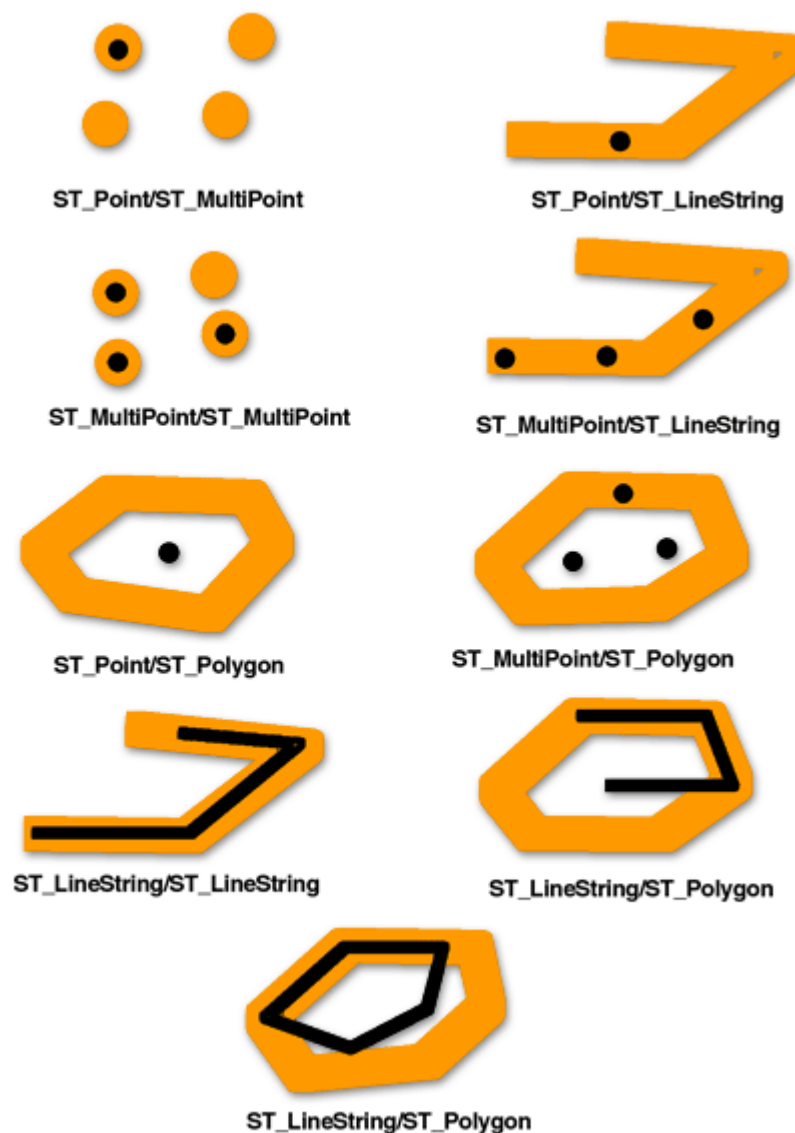 ST_Point/ST_MultiPoint
ST_Point/ST_LineString
ST_MultiPoint/ST_MultiPoint
ST_MultiPoint/ST_LineString
ST_Point/ST_Polygon
ST_MultiPoint/ST_Polygon
ST_LineString/ST_LineString
ST_LineString/ST_Polygon
ST_LineString/ST_Polygon